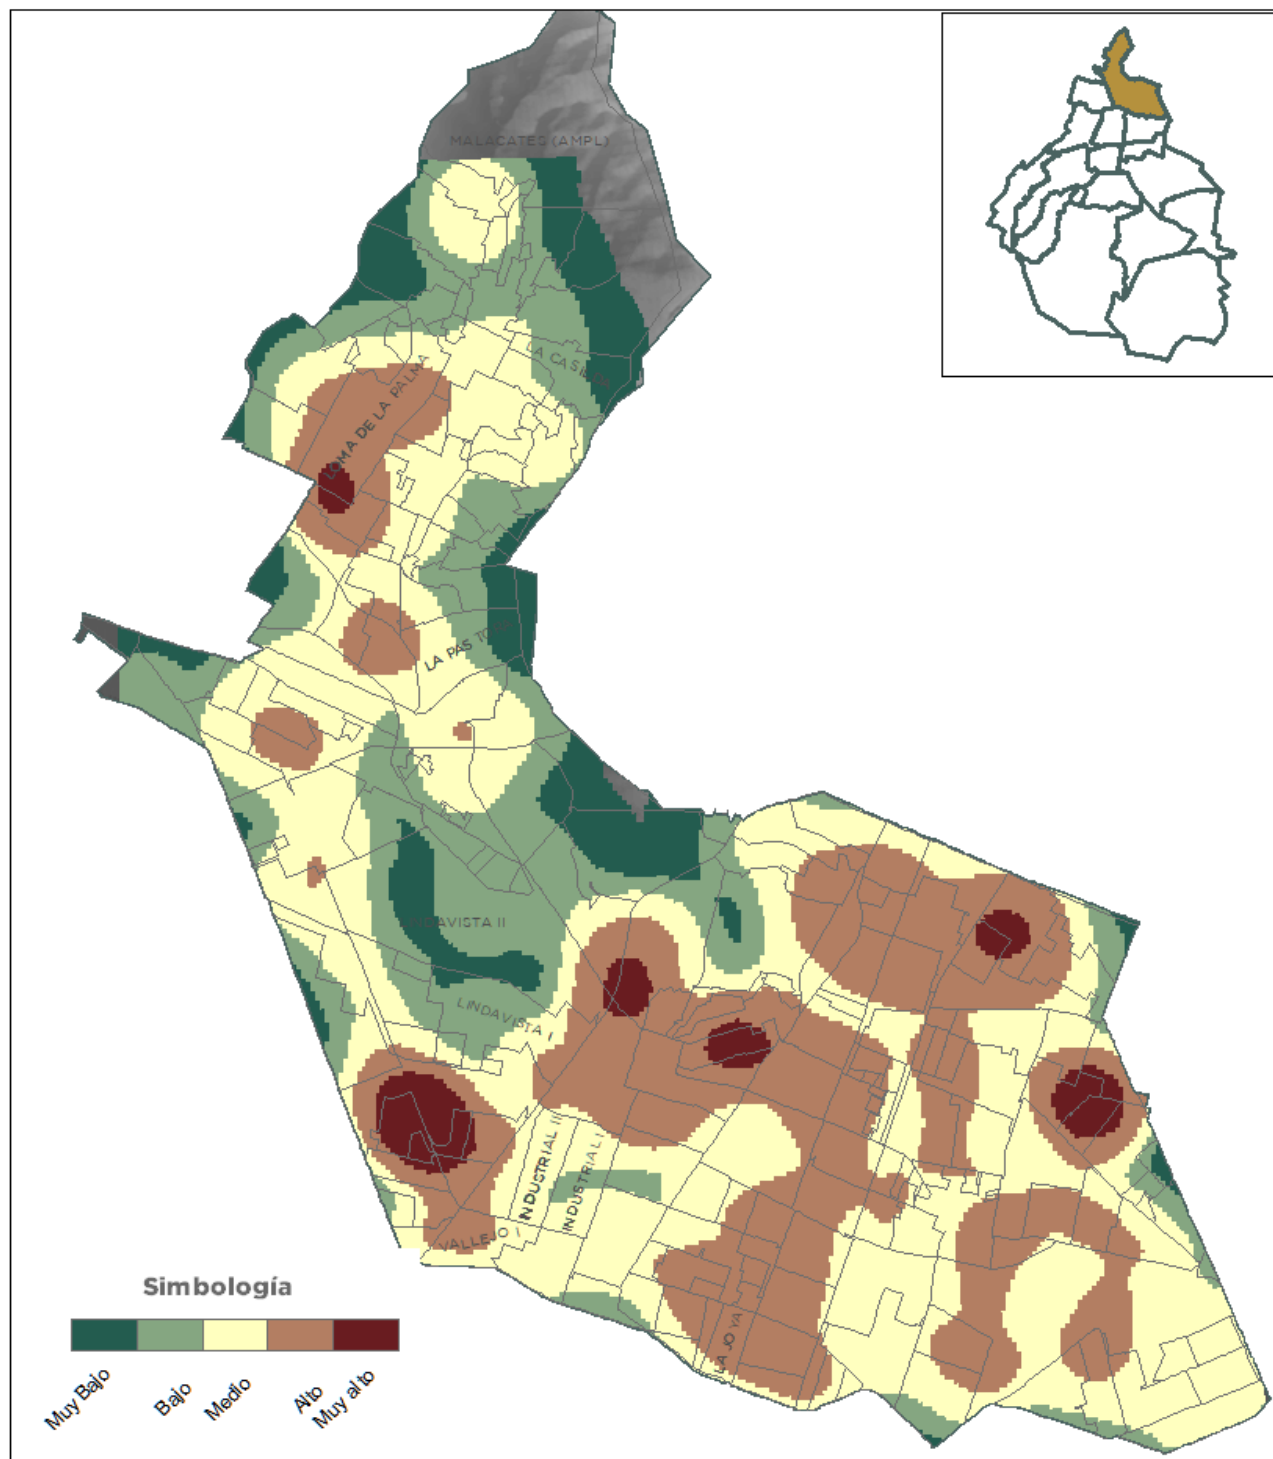 MALACATES (AMPL)
LA CASILDA
LOMA DE LA PALMA
LA PASTORA
LINDAVISTA II
LINDAVISTA I
INDUSTRIAL II
INDUSTRIAL I
VALLEJO I
LA JOYA
Simbología
Muy Bajo
Bajo
Medio
Alto
Muy alto